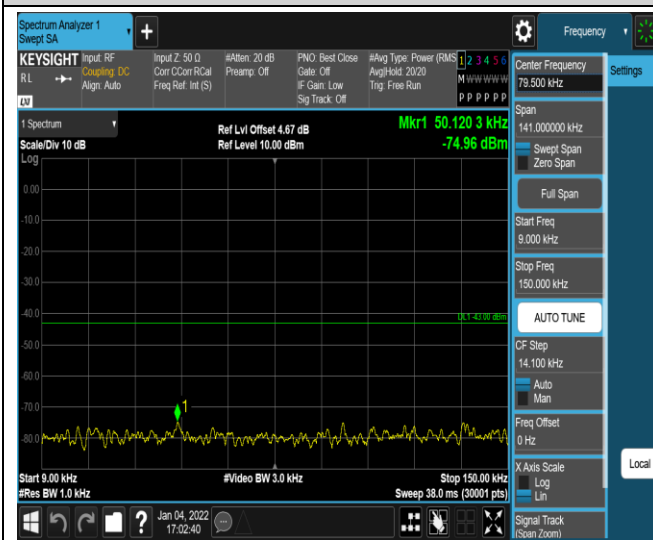 Spectrum Analyzer 1
Swept SA
+
Frequency
KEYSIGHT
RL
LXI
Input: RF
Coupling: DC
Align: Auto
Input Z: 50 Ω
Corr CCorr RCal
Freq Ref: Int (S)
#Atten: 20 dB
Preamp: Off
PNO: Best Close
Gate: Off
IF Gain: Low
Sig Track: Off
#Avg Type: Power (RMS
Avg|Hold: 20/20
Trig: Free Run
1 2 3 4 5 6
M W W W W W
P P P P P P
1 Spectrum
Scale/Div 10 dB
Log
Ref Lvl Offset 4.67 dB
Ref Level 10.00 dBm
Mkr1 50.120 3 kHz
-74.96 dBm
0.00
-10.0
-20.0
-30.0
-40.0
DL1 -43.00 dBm
-50.0
-60.0
-70.0
1
-80.0
Start 9.00 kHz
#Res BW 1.0 kHz
#Video BW 3.0 kHz
Stop 150.00 kHz
Sweep 38.0 ms (30001 pts)
?
Jan 04, 2022
17:02:40
Center Frequency
79.500 kHz
Settings
Span
141.000000 kHz
Swept Span
Zero Span
Full Span
Start Freq
9.000 kHz
Stop Freq
150.000 kHz
AUTO TUNE
CF Step
14.100 kHz
Auto
Man
Freq Offset
0 Hz
X Axis Scale
Log
Lin
Local
Signal Track
(Span Zoom)